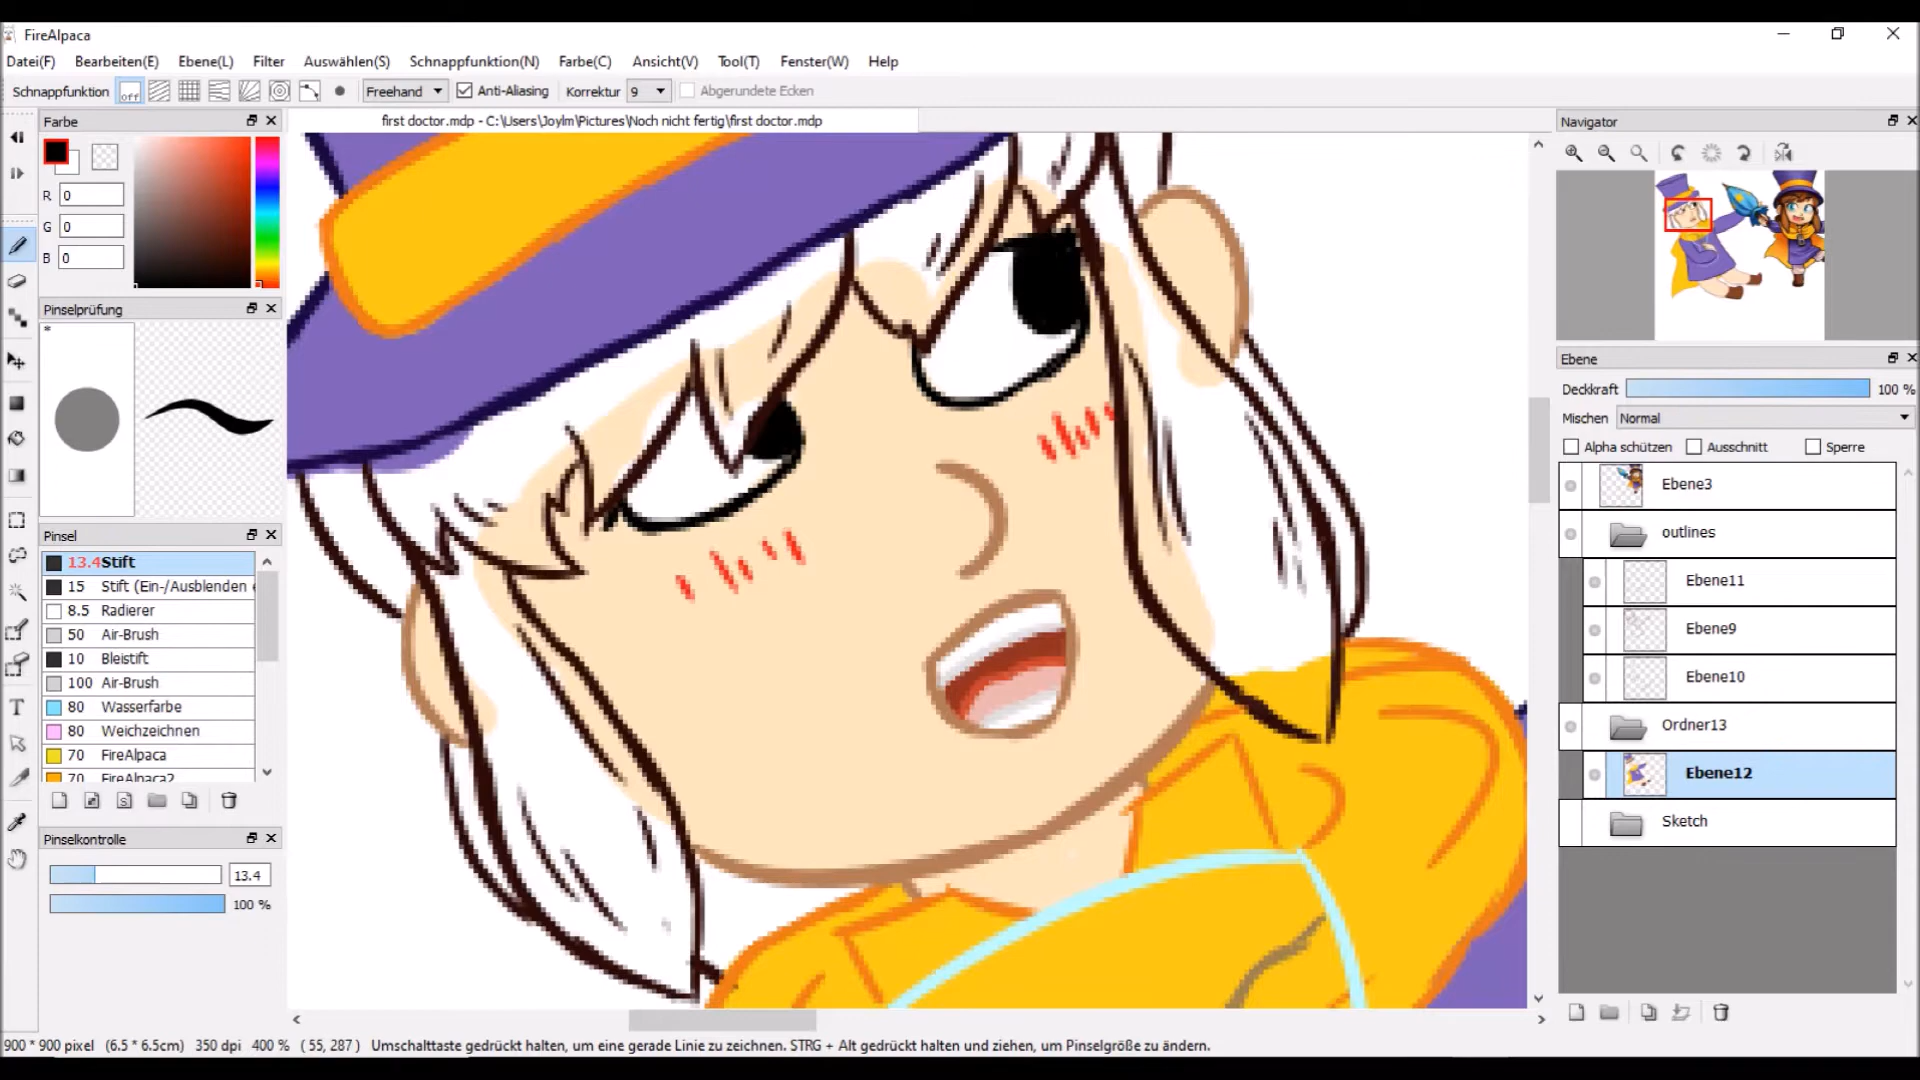 FireAlpaca
Datei(F) Bearbeiten(E) Ebene(L) Filter Auswählen(S) Schnappfunktion(N) Farbe(C) Ansicht(V) Tool(T) Fenster(W) Help
Schnappfunktion off Freehand Anti-Aliasing Korrektur 9 Abgerundete Ecken
Farbe
first doctor.mdp - C:\Users\Joylm\Pictures\Noch nicht fertig\first doctor.mdp
Navigator
R 0
G 0
B 0
Pinselprüfung
*
Pinsel
13.4 Stift
15 Stift (Ein-/Ausblenden
8.5 Radierer
50 Air-Brush
10 Bleistift
100 Air-Brush
80 Wasserfarbe
80 Weichzeichnen
70 FireAlpaca
70 FireAlpaca2
Pinselkontrolle
13.4
100 %
Ebene
Deckkraft 100 %
Mischen Normal
Alpha schützen Ausschnitt Sperre
Ebene3
outlines
Ebene11
Ebene9
Ebene10
Ordner13
Ebene12
Sketch
900 * 900 pixel (6.5 * 6.5cm) 350 dpi 400 % ( 55, 287 ) Umschalttaste gedrückt halten, um eine gerade Linie zu zeichnen. STRG + Alt gedrückt halten und ziehen, um Pinselgröße zu ändern.